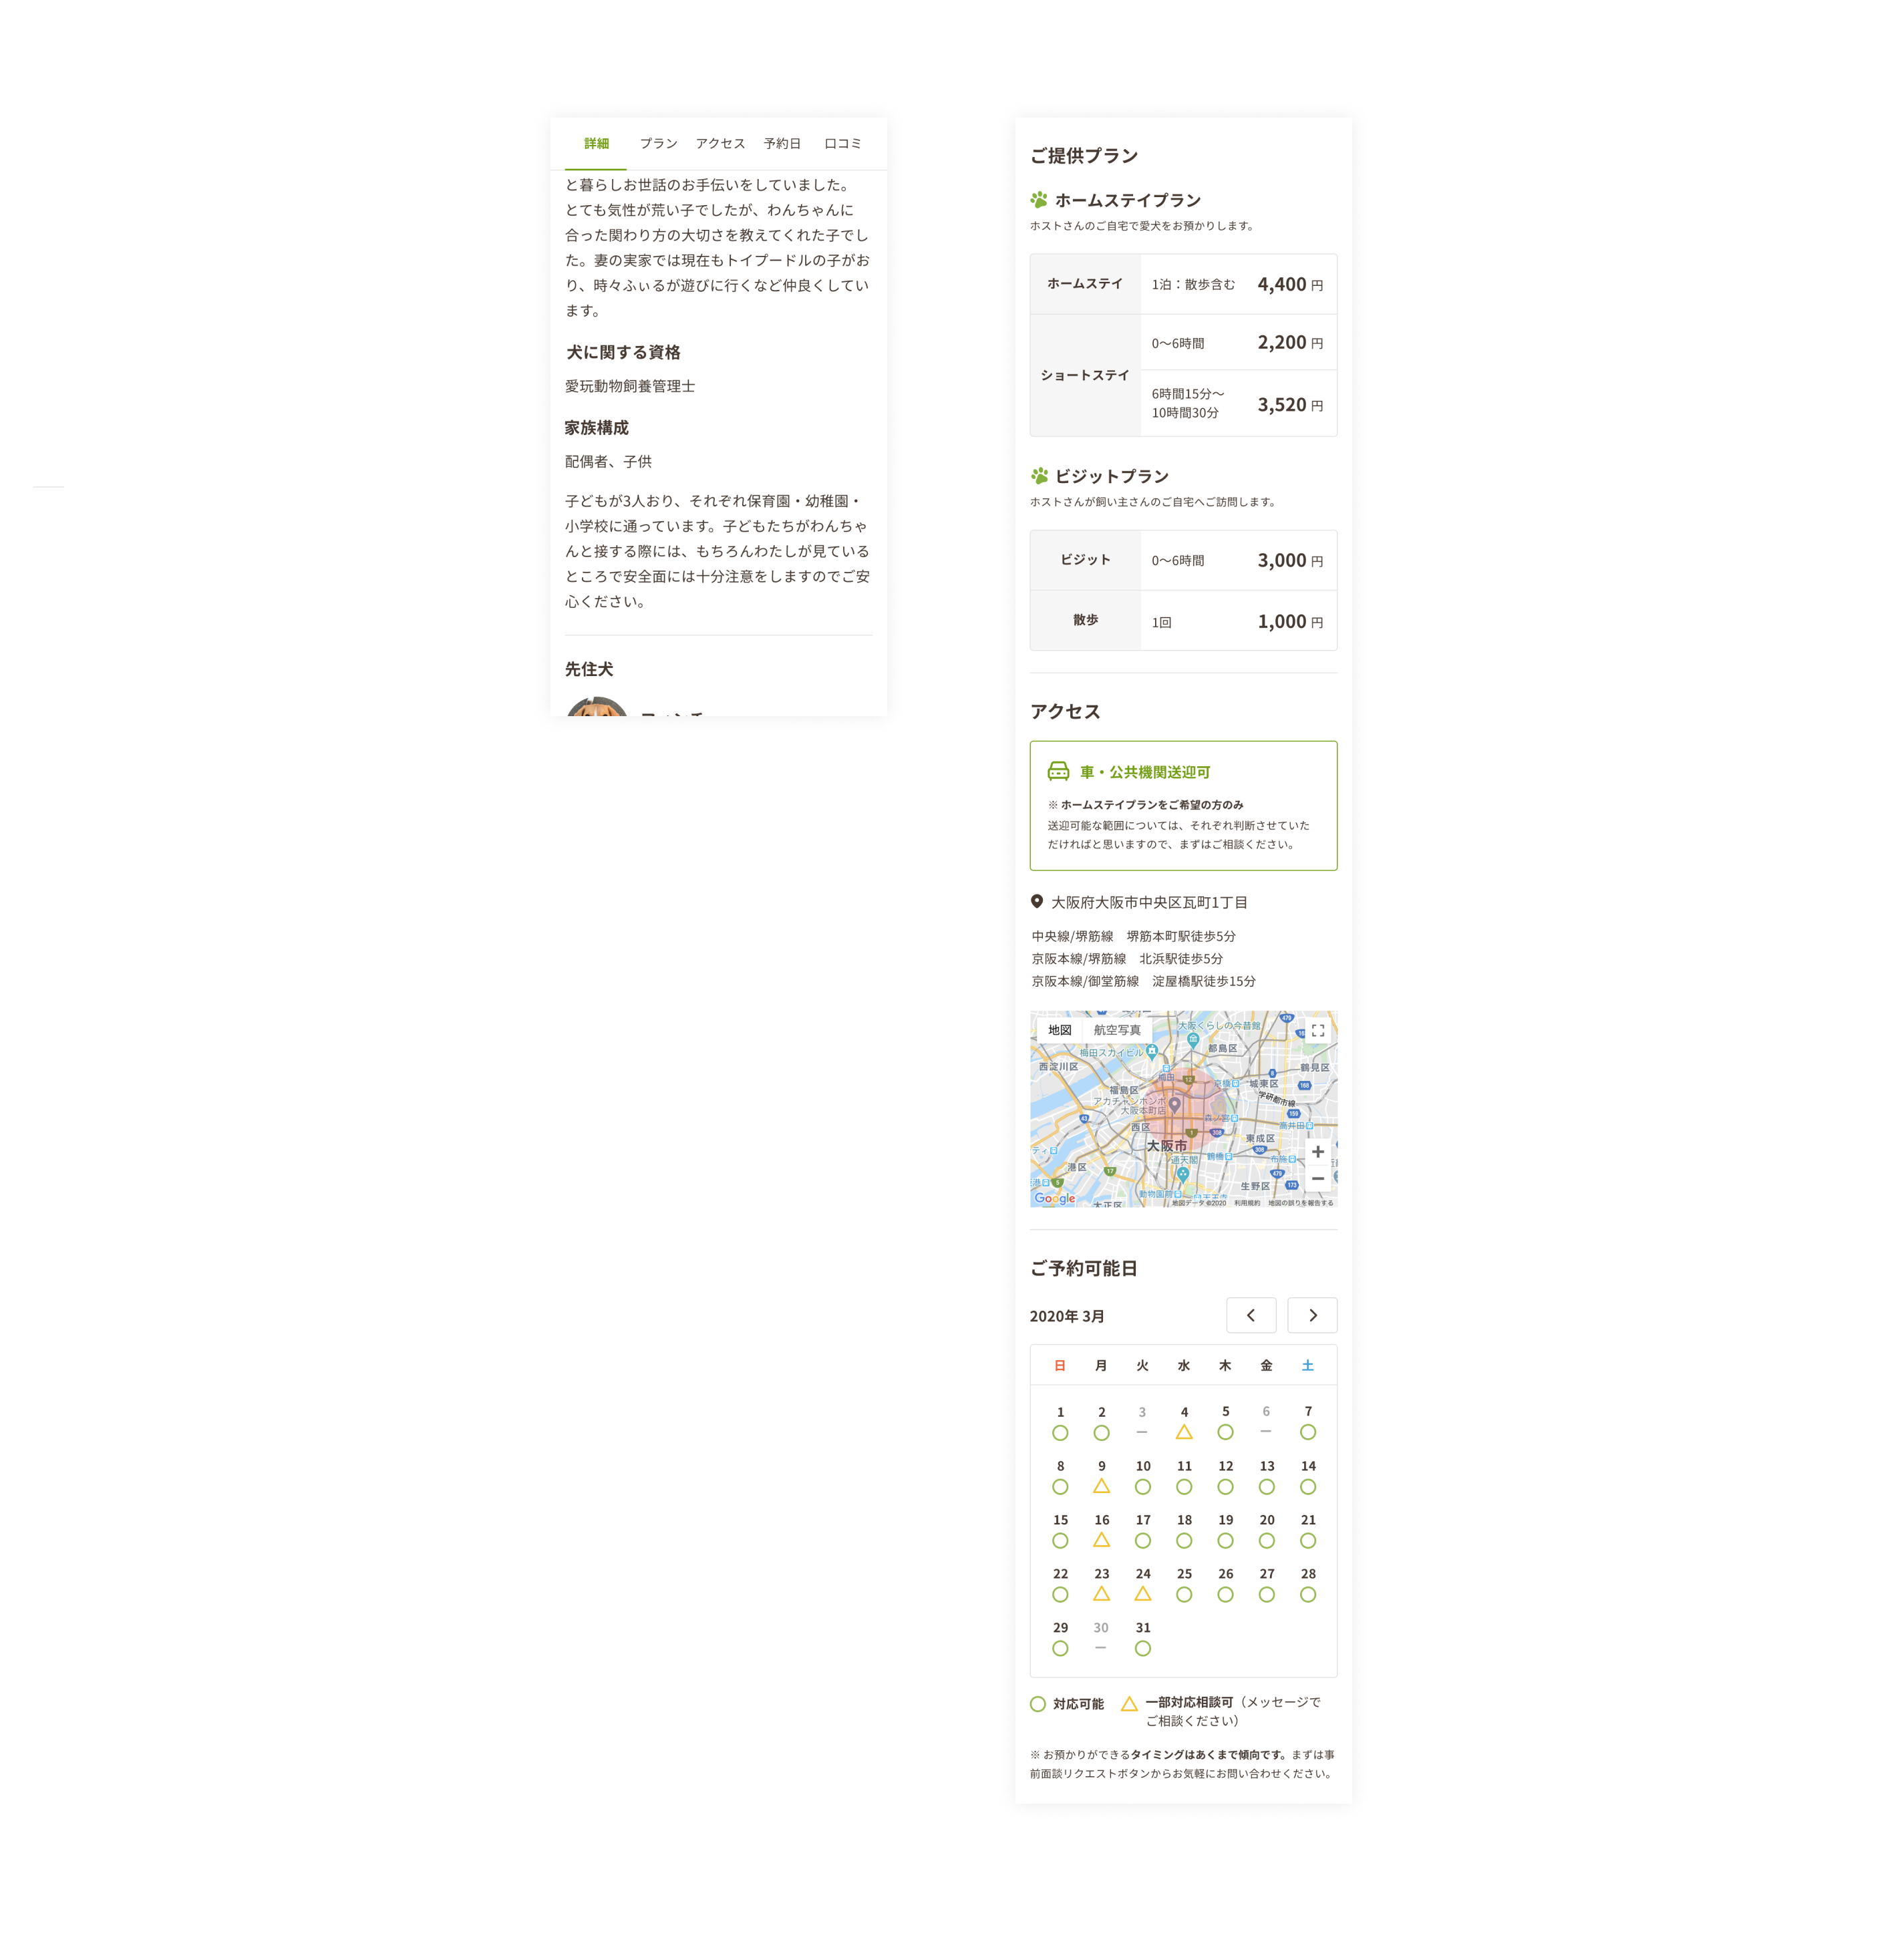 詳細 プラン アクセス 予約日 口コミ
と暮らしお世話のお手伝いをしていました。
とても気性が荒い子でしたが、わんちゃんに
合った関わり方の大切さを教えてくれた子でし
た。妻の実家では現在もトイプードルの子がお
り、時々ふぃるが遊びに行くなど仲良くしてい
ます。
犬に関する資格
愛玩動物飼養管理士
家族構成
配偶者、子供
子どもが3人おり、それぞれ保育園・幼稚園・
小学校に通っています。子どもたちがわんちゃ
んと接する際には、もちろんわたしが見ている
ところで安全面には十分注意をしますのでご安
心ください。
先住犬
ご提供プラン
ホームステイプラン
ホストさんのご自宅で愛犬をお預かりします。
ホームステイ 1泊：散歩含む 4,400 円
ショートステイ
0〜6時間 2,200 円
6時間15分〜
10時間30分
3,520 円
ビジットプラン
ホストさんが飼い主さんのご自宅へご訪問します。
ビジット 0〜6時間 3,000 円
散歩 1回 1,000 円
アクセス
車・公共機関送迎可
※ ホームステイプランをご希望の方のみ
送迎可能な範囲については、それぞれ判断させていた
だければと思いますので、まずはご相談ください。
大阪府大阪市中央区瓦町1丁目
中央線/堺筋線　堺筋本町駅徒歩5分
京阪本線/堺筋線　北浜駅徒歩5分
京阪本線/御堂筋線　淀屋橋駅徒歩15分
地図 航空写真
大阪くらしの今昔館
479
梅田スカイビル
都島区
西淀川区
鶴見区
梅田
12
京橋
城東区
8
168
福島区
学研都市線
アカチャンホンポ
大阪本町店
159
43
森ノ宮
高井田
西区
1
308
東成区
大阪市
308
通天閣
鶴橋
布施
港区
17
479
生野区
173
動物園前
大正区
Google
地図データ ©2020 利用規約 地図の誤りを報告する
ご予約可能日
2020年 3月
日 月 火 水 木 金 土
1 2 3 4 5 6 7
8 9 10 11 12 13 14
15 16 17 18 19 20 21
22 23 24 25 26 27 28
29 30 31
対応可能
一部対応相談可（メッセージで
ご相談ください）
※ お預かりができるタイミングはあくまで傾向です。まずは事
前面談リクエストボタンからお気軽にお問い合わせください。